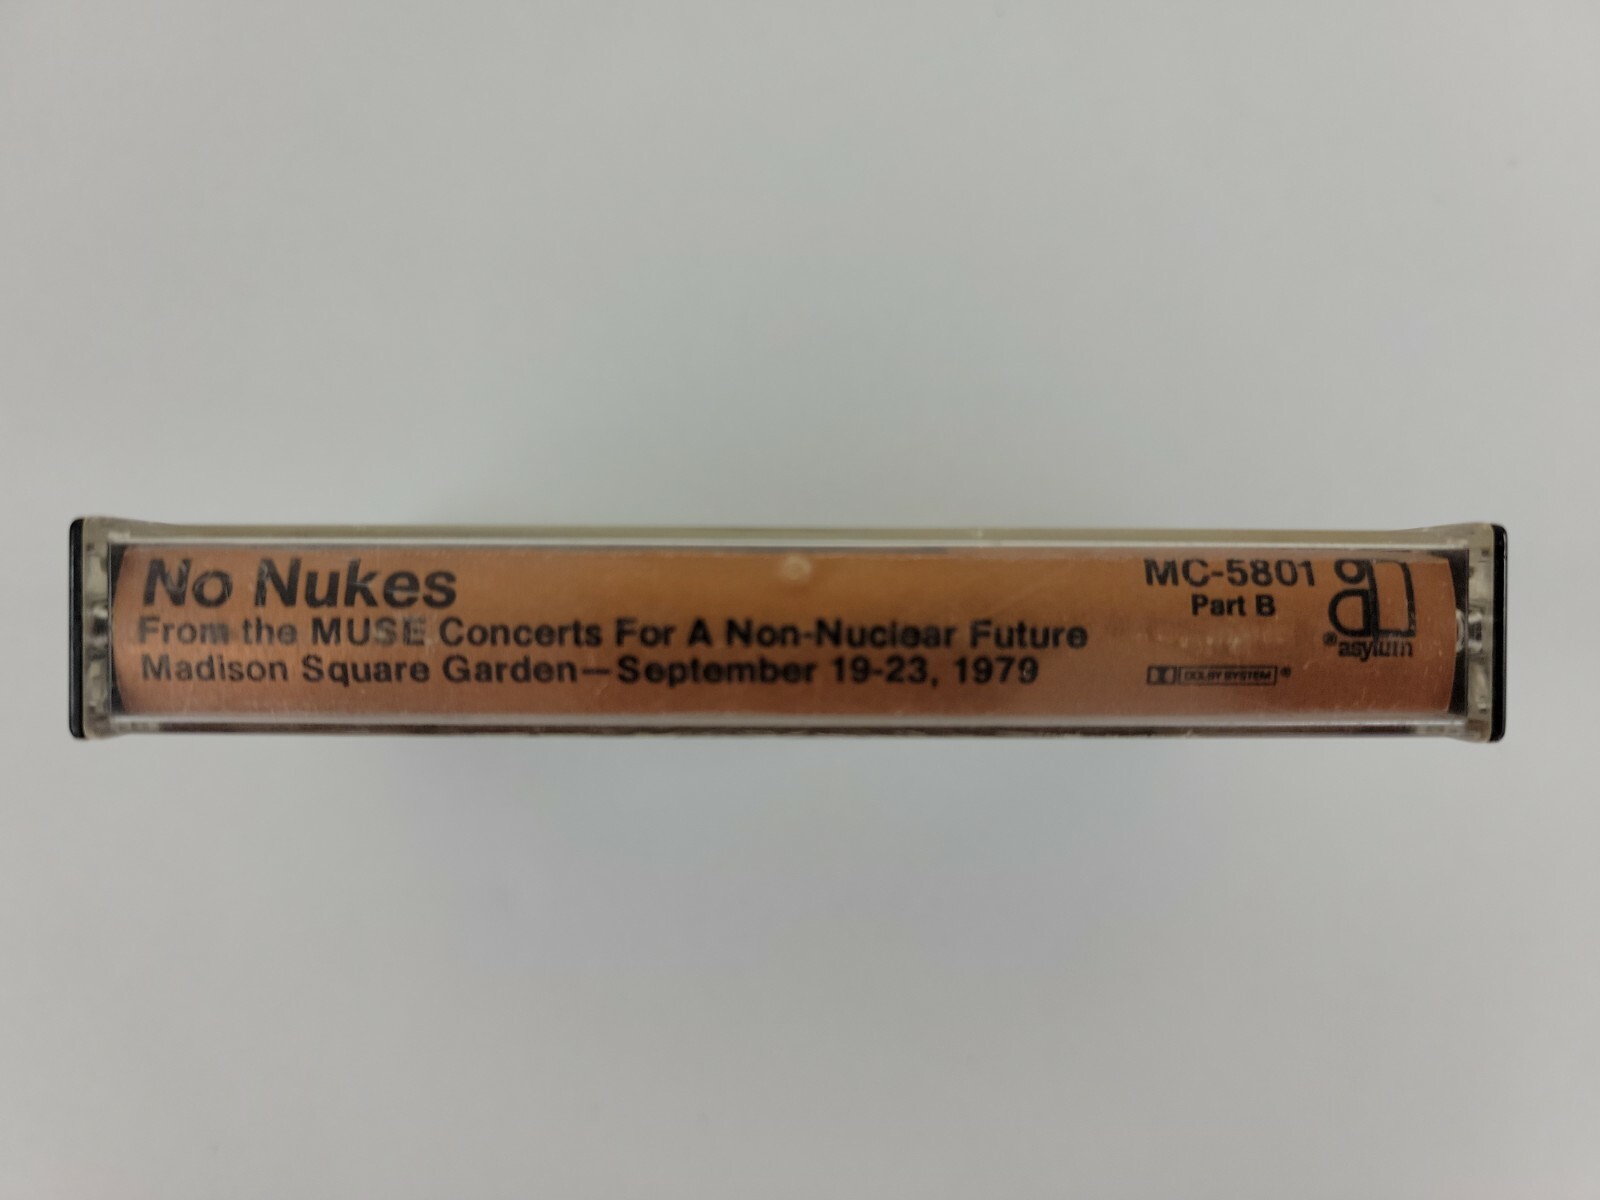 No Nukes
From the MUSE Concerts For A Non-Nuclear Future
Madison Square Garden—September 19-23, 1979
MC-5801
Part B
DOLBY SYSTEM®
®asylum